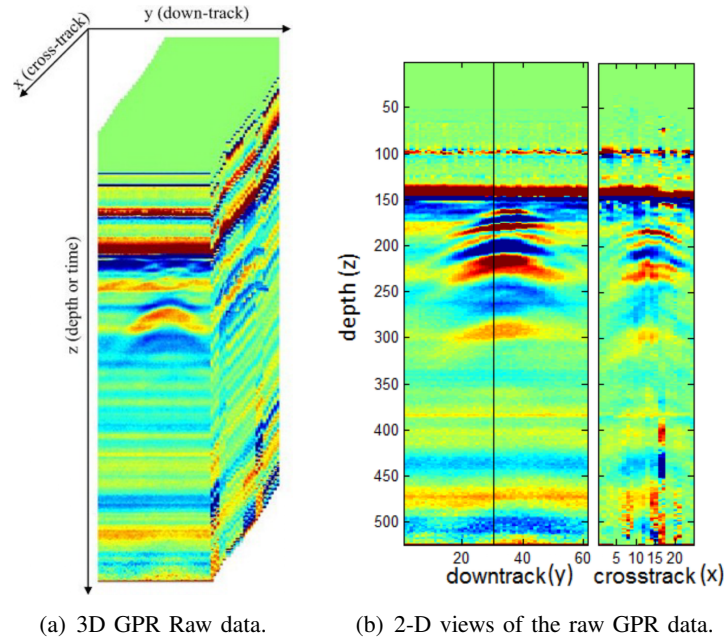 y (down-track)
x (cross-track)
z (depth or time)
depth (z)
50
100
150
200
250
300
350
400
450
500
20
40
60
5
10
15
20
downtrack(y)
crosstrack(x)
(a) 3D GPR Raw data.
(b) 2-D views of the raw GPR data.